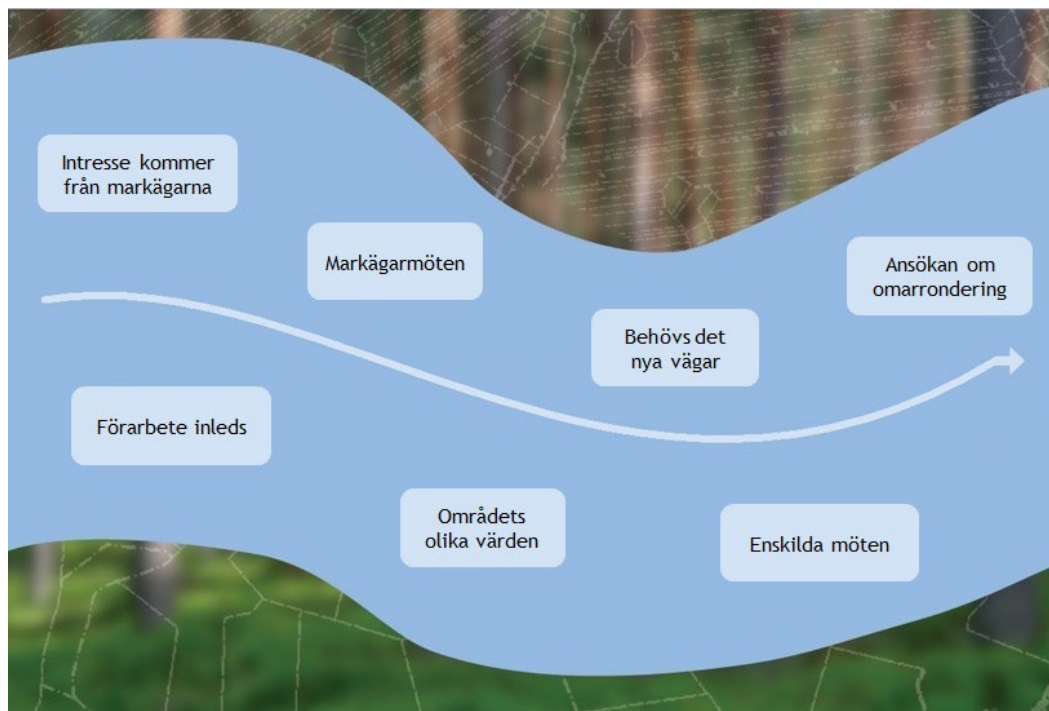 Intresse kommer
från markägarna
Förarbete inleds
Markägarmöten
Områdets
olika värden
Behövs det
nya vägar
Enskilda möten
Ansökan om
omarrondering